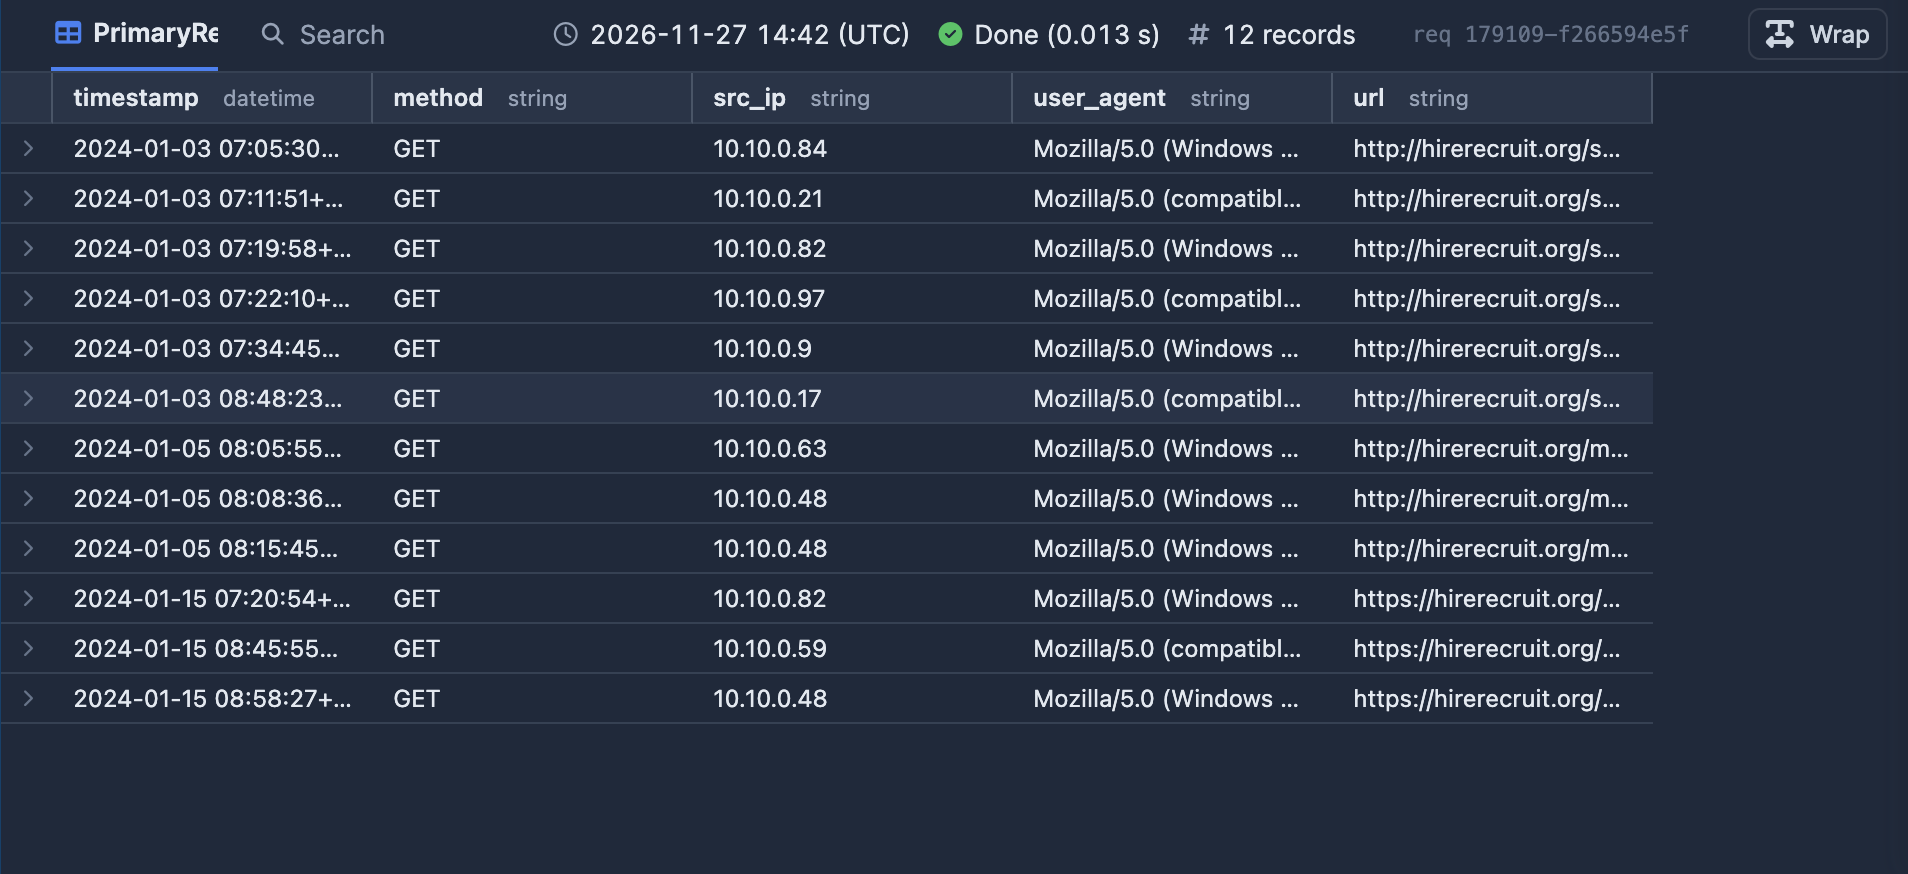 PrimaryRe Search 2026-11-27 14:42 (UTC) Done (0.013 s) # 12 records req 179109-f266594e5f Wrap
timestamp datetime method string src_ip string user_agent string url string
2024-01-03 07:05:30... GET 10.10.0.84 Mozilla/5.0 (Windows ... http://hirerecruit.org/s...
2024-01-03 07:11:51+... GET 10.10.0.21 Mozilla/5.0 (compatibl... http://hirerecruit.org/s...
2024-01-03 07:19:58+... GET 10.10.0.82 Mozilla/5.0 (Windows ... http://hirerecruit.org/s...
2024-01-03 07:22:10+... GET 10.10.0.97 Mozilla/5.0 (compatibl... http://hirerecruit.org/s...
2024-01-03 07:34:45... GET 10.10.0.9 Mozilla/5.0 (Windows ... http://hirerecruit.org/s...
2024-01-03 08:48:23... GET 10.10.0.17 Mozilla/5.0 (compatibl... http://hirerecruit.org/s...
2024-01-05 08:05:55... GET 10.10.0.63 Mozilla/5.0 (Windows ... http://hirerecruit.org/m...
2024-01-05 08:08:36... GET 10.10.0.48 Mozilla/5.0 (Windows ... http://hirerecruit.org/m...
2024-01-05 08:15:45... GET 10.10.0.48 Mozilla/5.0 (Windows ... http://hirerecruit.org/m...
2024-01-15 07:20:54+... GET 10.10.0.82 Mozilla/5.0 (Windows ... https://hirerecruit.org/...
2024-01-15 08:45:55... GET 10.10.0.59 Mozilla/5.0 (compatibl... https://hirerecruit.org/...
2024-01-15 08:58:27+... GET 10.10.0.48 Mozilla/5.0 (Windows ... https://hirerecruit.org/...